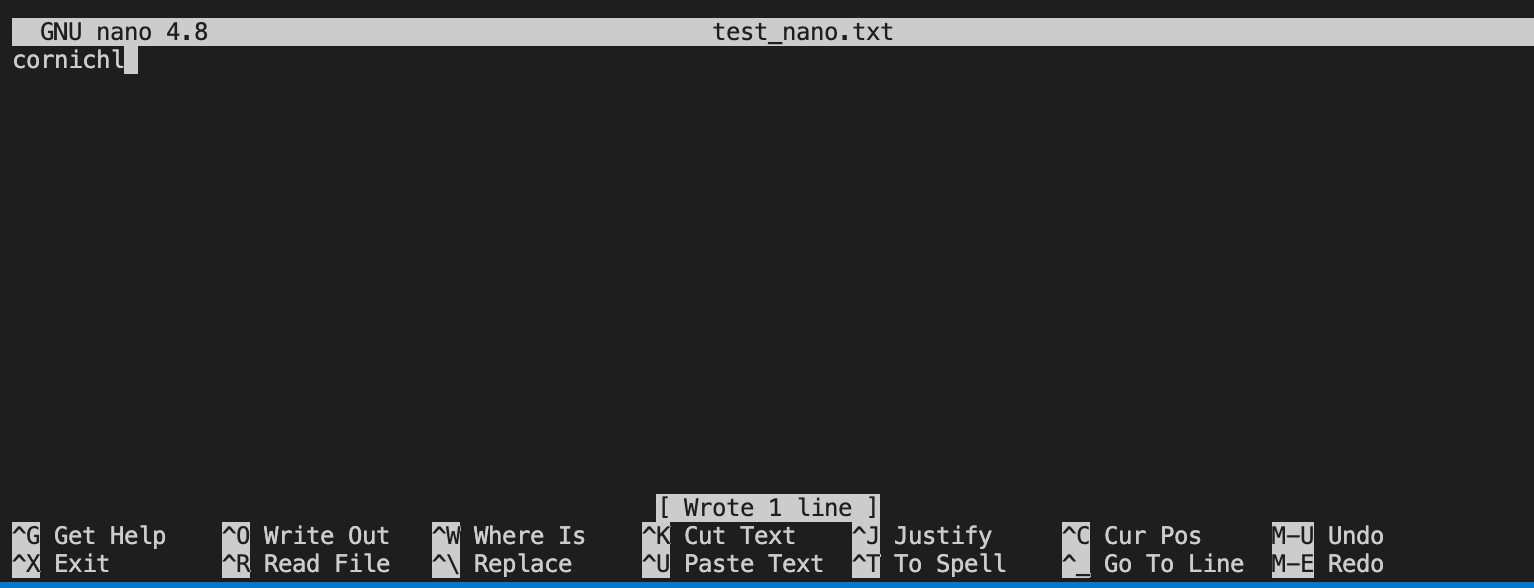 GNU nano 4.8 test_nano.txt
cornichl
[ Wrote 1 line ]
^G Get Help ^O Write Out ^W Where Is ^K Cut Text ^J Justify ^C Cur Pos M-U Undo
^X Exit ^R Read File ^\ Replace ^U Paste Text ^T To Spell ^_ Go To Line M-E Redo